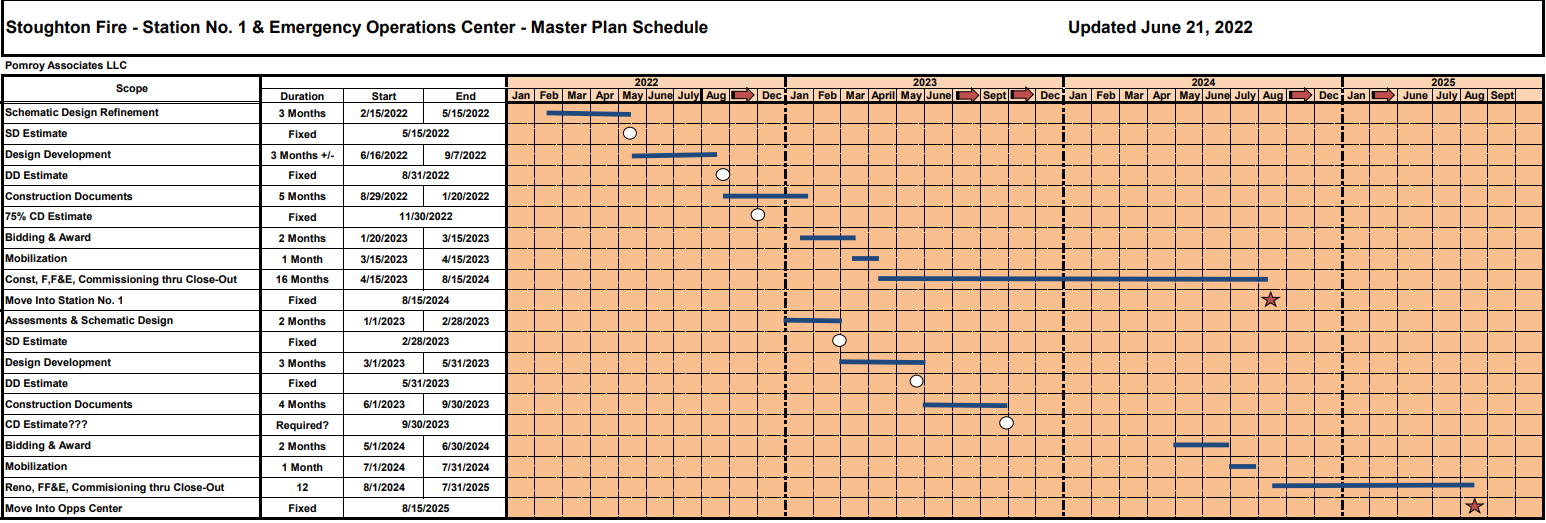 Stoughton Fire - Station No. 1 & Emergency Operations Center - Master Plan Schedule Updated June 21, 2022
Pomroy Associates LLC
Scope 2022 2023 2024 2025
Duration Start End Jan Feb Mar Apr May June July Aug Dec Jan Feb Mar April May June Sept Dec Jan Feb Mar Apr May June July Aug Dec Jan June July Aug Sept
Schematic Design Refinement 3 Months 2/15/2022 5/15/2022
SD Estimate Fixed 5/15/2022
Design Development 3 Months +/- 6/16/2022 9/7/2022
DD Estimate Fixed 8/31/2022
Construction Documents 5 Months 8/29/2022 1/20/2022
75% CD Estimate Fixed 11/30/2022
Bidding & Award 2 Months 1/20/2023 3/15/2023
Mobilization 1 Month 3/15/2023 4/15/2023
Const, F,F&E, Commissioning thru Close-Out 16 Months 4/15/2023 8/15/2024
Move Into Station No. 1 Fixed 8/15/2024
Assesments & Schematic Design 2 Months 1/1/2023 2/28/2023
SD Estimate Fixed 2/28/2023
Design Development 3 Months 3/1/2023 5/31/2023
DD Estimate Fixed 5/31/2023
Construction Documents 4 Months 6/1/2023 9/30/2023
CD Estimate??? Required? 9/30/2023
Bidding & Award 2 Months 5/1/2024 6/30/2024
Mobilization 1 Month 7/1/2024 7/31/2024
Reno, FF&E, Commisioning thru Close-Out 12 8/1/2024 7/31/2025
Move Into Opps Center Fixed 8/15/2025